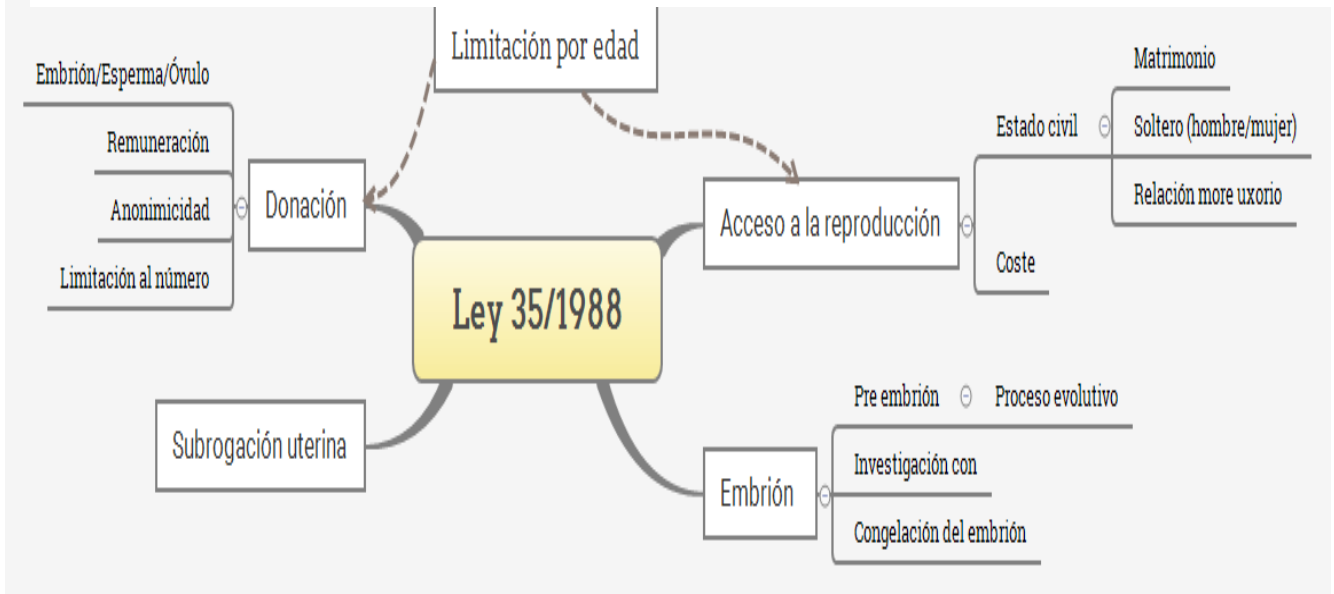 Limitación por edad
Embrión/Esperma/Óvulo
Remuneración
Anonimicidad
Limitación al número
Donación
Ley 35/1988
Subrogación uterina
Acceso a la reproducción
Estado civil
Matrimonio
Soltero (hombre/mujer)
Relación more uxorio
Coste
Embrión
Pre embrión
Proceso evolutivo
Investigación con
Congelación del embrión